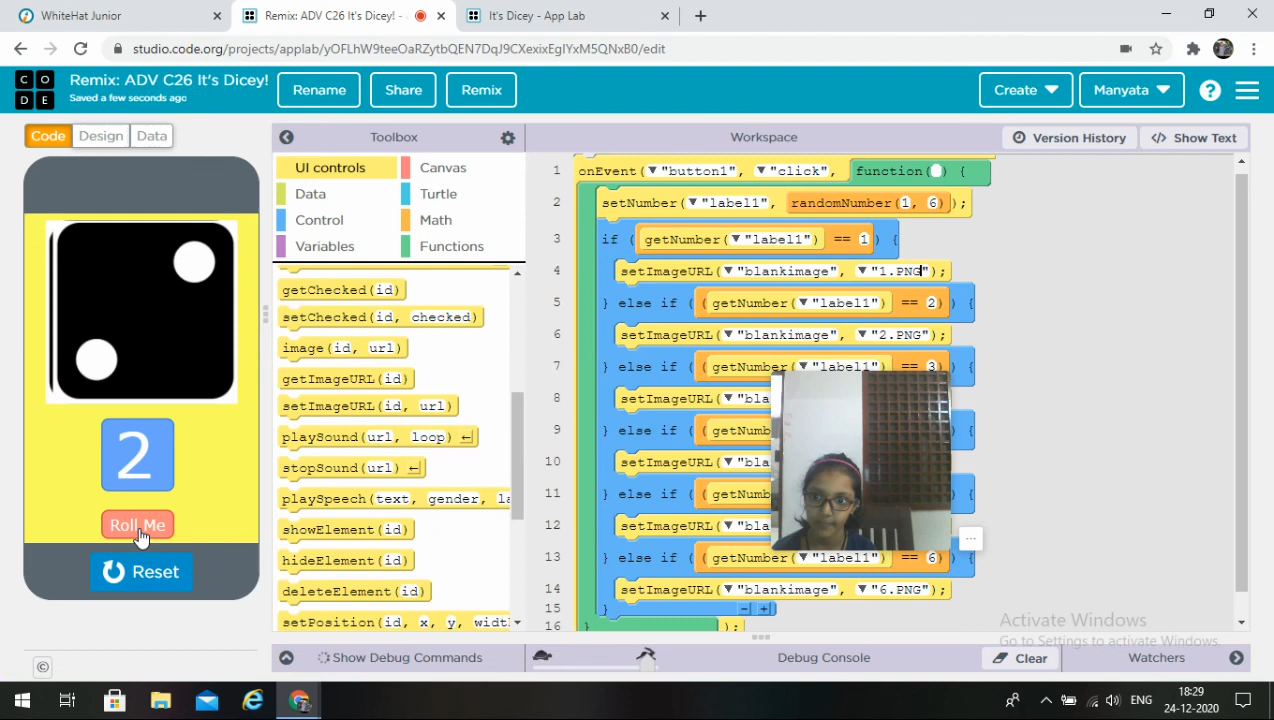 WhiteHat Junior
Remix: ADV C26 It's Dicey! -
It's Dicey - App Lab
studio.code.org/projects/applab/yOFLhW9teeOaRZytbQEN7DqJ9CXexixEgIYxM5QNxB0/edit
C O D E
Remix: ADV C26 It's Dicey!
Saved a few seconds ago
Rename
Share
Remix
Create
Manyata
?
Code
Design
Data
Toolbox
Workspace
Version History
</> Show Text
UI controls
Canvas
Data
Turtle
Control
Math
Variables
Functions
getChecked(id)
setChecked(id, checked)
image(id, url)
getImageURL(id)
setImageURL(id, url)
playSound(url, loop)
stopSound(url)
playSpeech(text, gender, la
showElement(id)
hideElement(id)
deleteElement(id)
setPosition(id, x, y, width
2
Roll Me
Reset
1 onEvent("button1", "click", function( ) {
2 setNumber("label1", randomNumber(1, 6));
3 if (getNumber("label1") == 1) {
4 setImageURL("blankimage", "1.PNG");
5 } else if ((getNumber("label1") == 2)) {
6 setImageURL("blankimage", "2.PNG");
7 } else if ((getNumber("label1") == 3)) {
8 setImageURL("bla
9 } else if ((getNumb ) {
10 setImageURL("bla
11 } else if ((getNumb ) {
12 setImageURL("bla
13 } else if ((getNumber("label1") == 6)) {
14 setImageURL("blankimage", "6.PNG");
15 }
16 } );
Activate Windows
Go to Settings to activate Windows.
Show Debug Commands
Debug Console
Clear
Watchers
ENG
18:29
24-12-2020